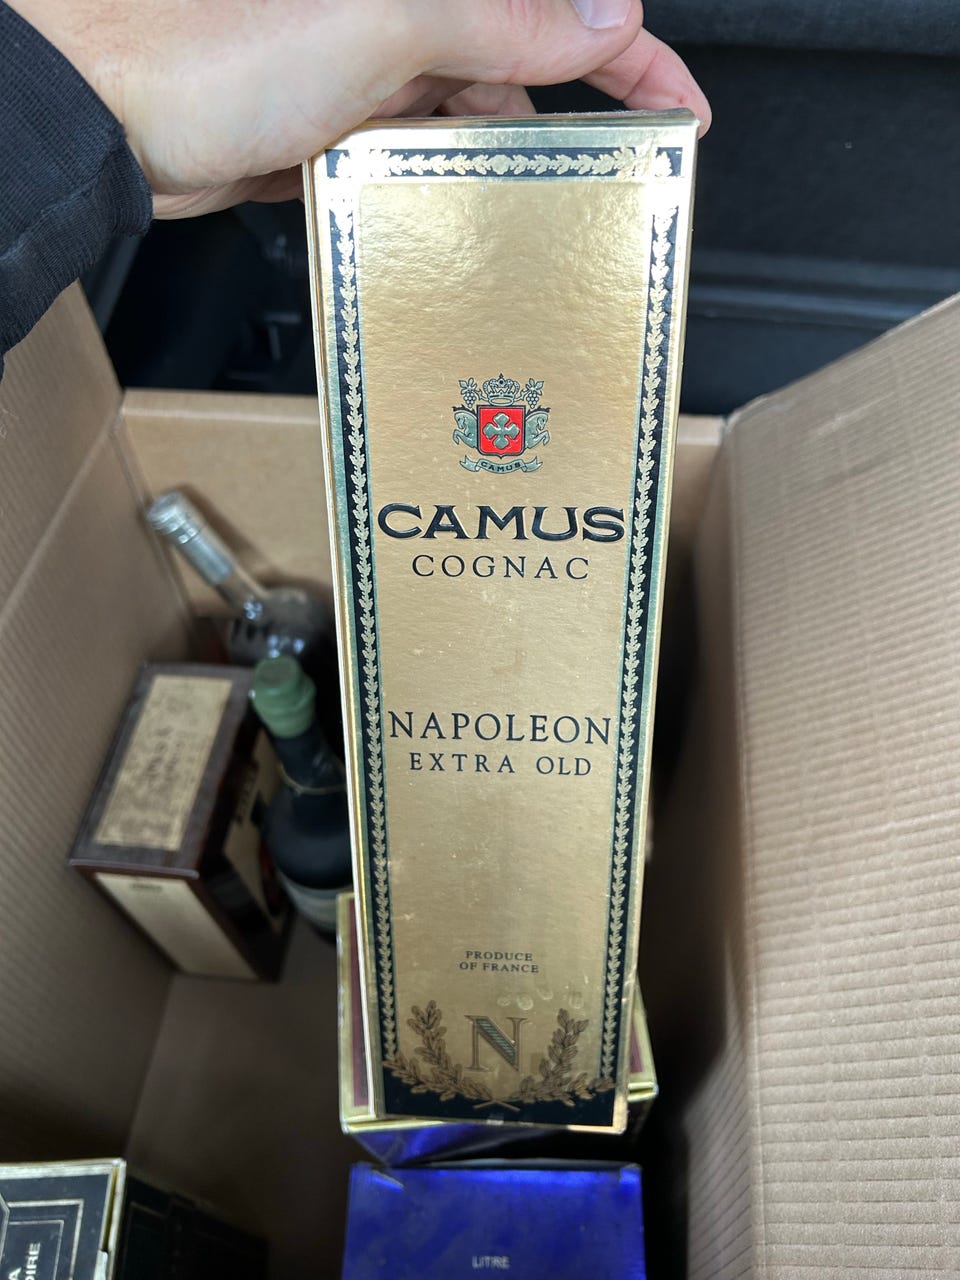 CAMUS
CAMUS
COGNAC
NAPOLEON
EXTRA OLD
PRODUCE
OF FRANCE
N
LITRE